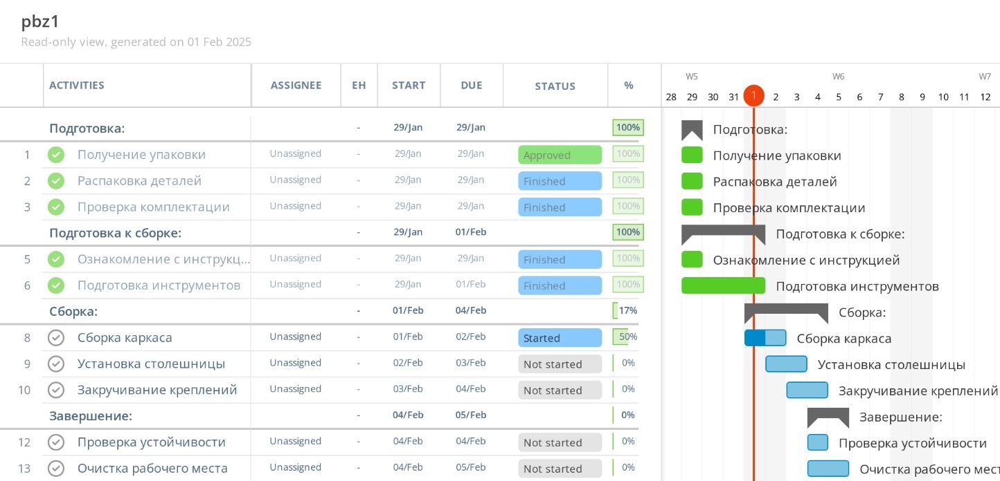 pbz1
Read-only view, generated on 01 Feb 2025
ACTIVITIES ASSIGNEE EH START DUE STATUS % W5 W6 W7
28 29 30 31 1 2 3 4 5 6 7 8 9 10 11 12
Подготовка: - 29/Jan 29/Jan 100% Подготовка:
1 Получение упаковки Unassigned - 29/Jan 29/Jan Approved 100% Получение упаковки
2 Распаковка деталей Unassigned - 29/Jan 29/Jan Finished 100% Распаковка деталей
3 Проверка комплектации Unassigned - 29/Jan 29/Jan Finished 100% Проверка комплектации
Подготовка к сборке: - 29/Jan 01/Feb 100% Подготовка к сборке:
5 Ознакомление с инструкц... Unassigned - 29/Jan 29/Jan Finished 100% Ознакомление с инструкцией
6 Подготовка инструментов Unassigned - 29/Jan 01/Feb Finished 100% Подготовка инструментов
Сборка: - 01/Feb 04/Feb 17% Сборка:
8 Сборка каркаса Unassigned - 01/Feb 02/Feb Started 50% Сборка каркаса
9 Установка столешницы Unassigned - 02/Feb 03/Feb Not started 0% Установка столешницы
10 Закручивание креплений Unassigned - 03/Feb 04/Feb Not started 0% Закручивание креплений
Завершение: - 04/Feb 05/Feb 0% Завершение:
12 Проверка устойчивости Unassigned - 04/Feb 04/Feb Not started 0% Проверка устойчивости
13 Очистка рабочего места Unassigned - 04/Feb 05/Feb Not started 0% Очистка рабочего мест